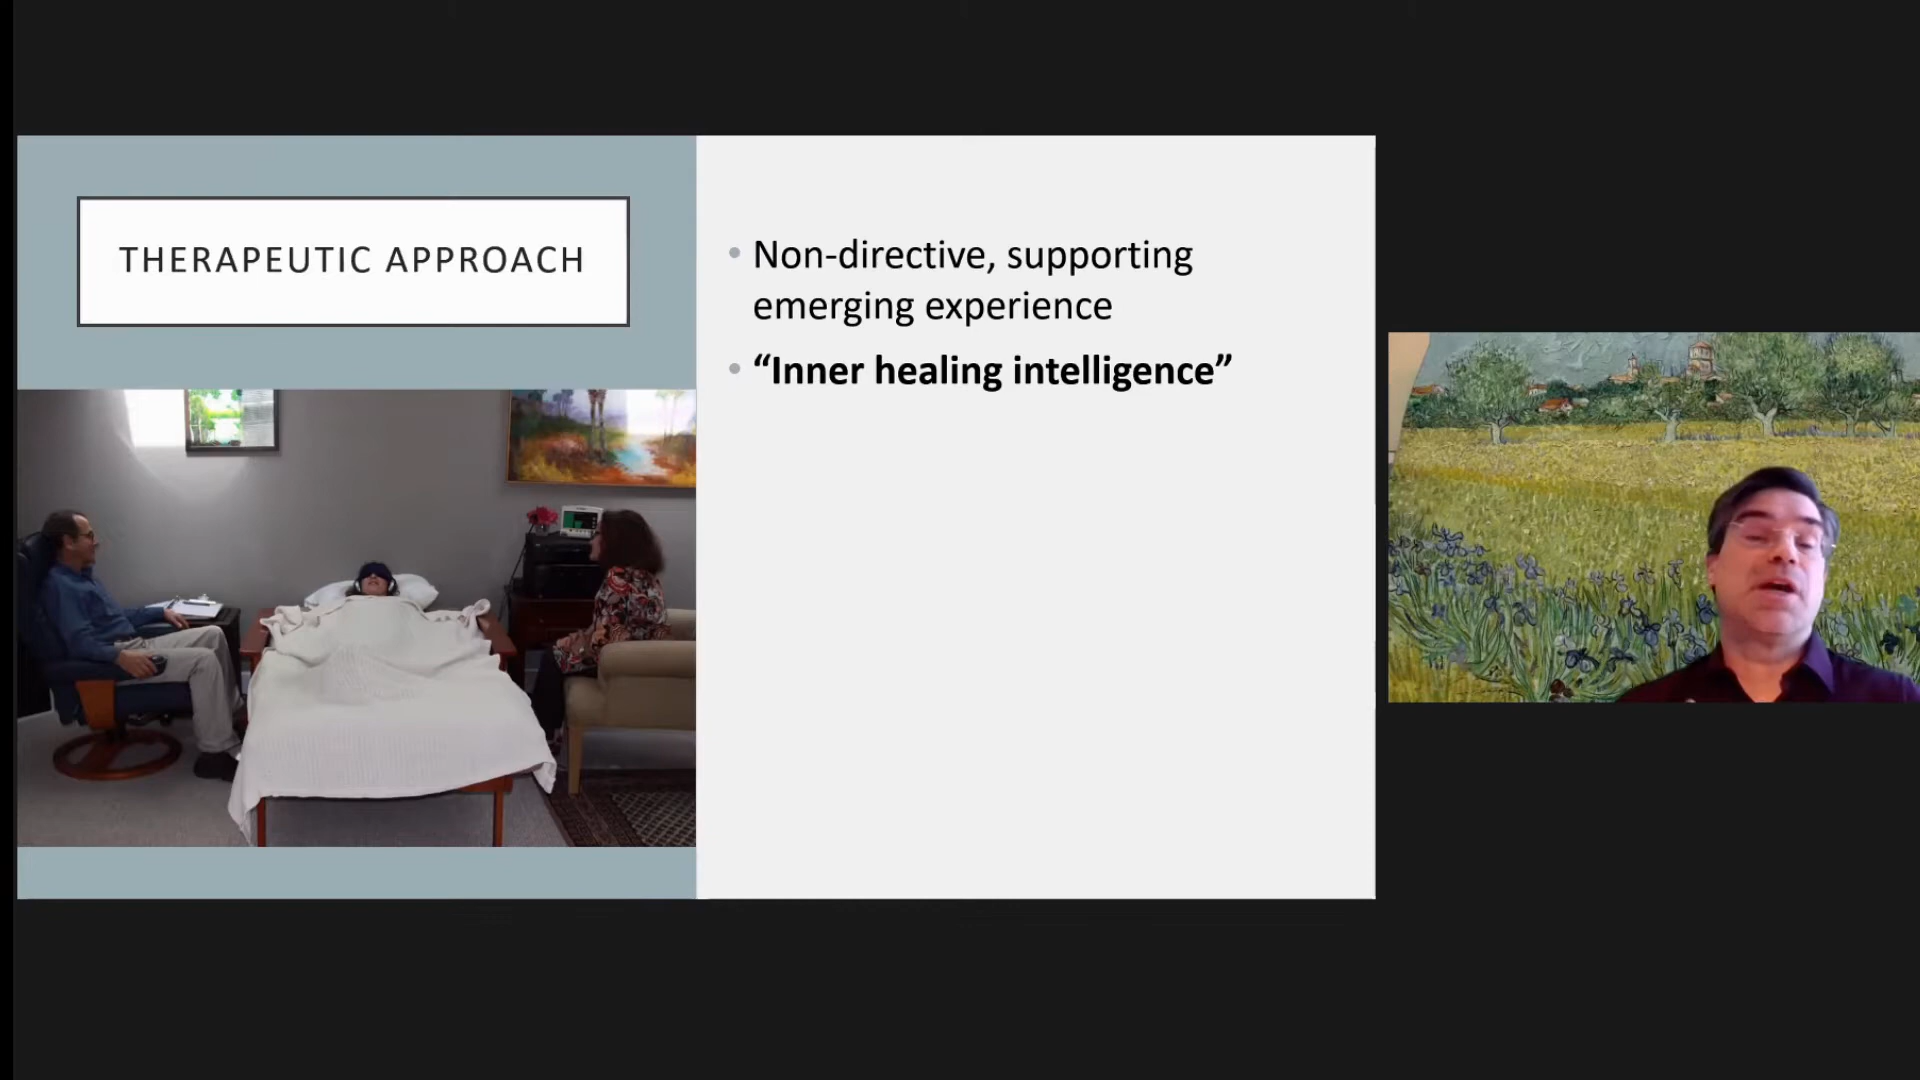 THERAPEUTIC APPROACH
• Non-directive, supporting
emerging experience
• “Inner healing intelligence”